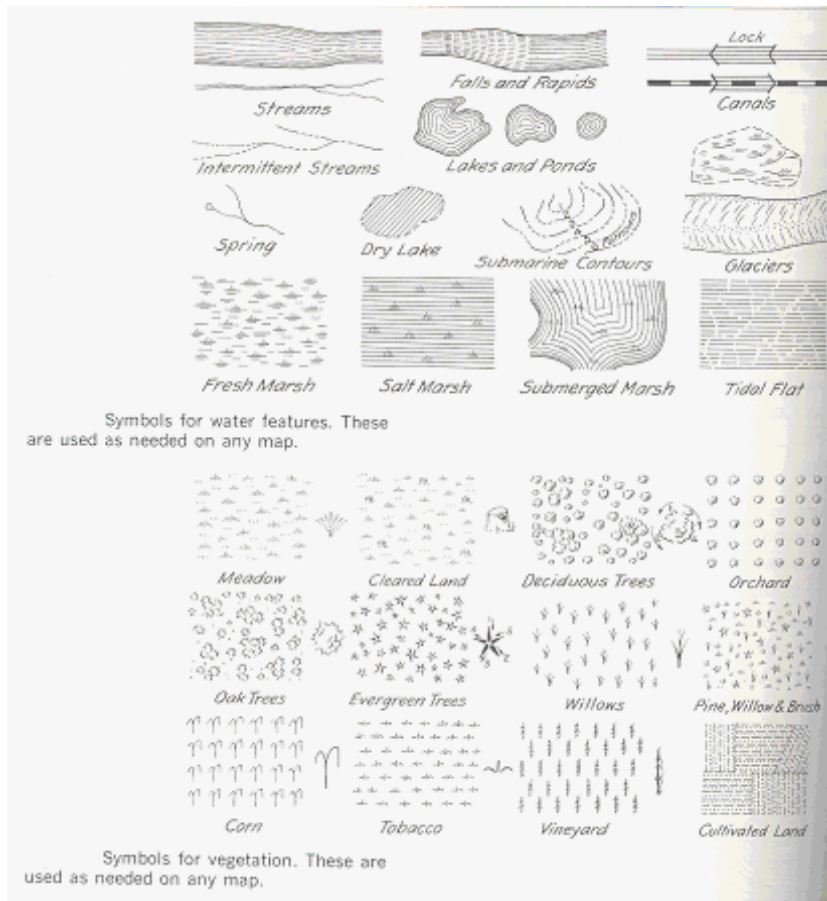 Lock
Falls and Rapids
Streams
Canals
Intermittent Streams
Lakes and Ponds
Spring
Dry Lake
Submarine Contours
Glaciers
Fresh Marsh
Salt Marsh
Submerged Marsh
Tidal Flat
Symbols for water features. These
are used as needed on any map.
Meadow
Cleared Land
Deciduous Trees
Orchard
Oak Trees
Evergreen Trees
Willows
Pine, Willow & Brush
Corn
Tobacco
Vineyard
Cultivated Land
Symbols for vegetation. These are
used as needed on any map.